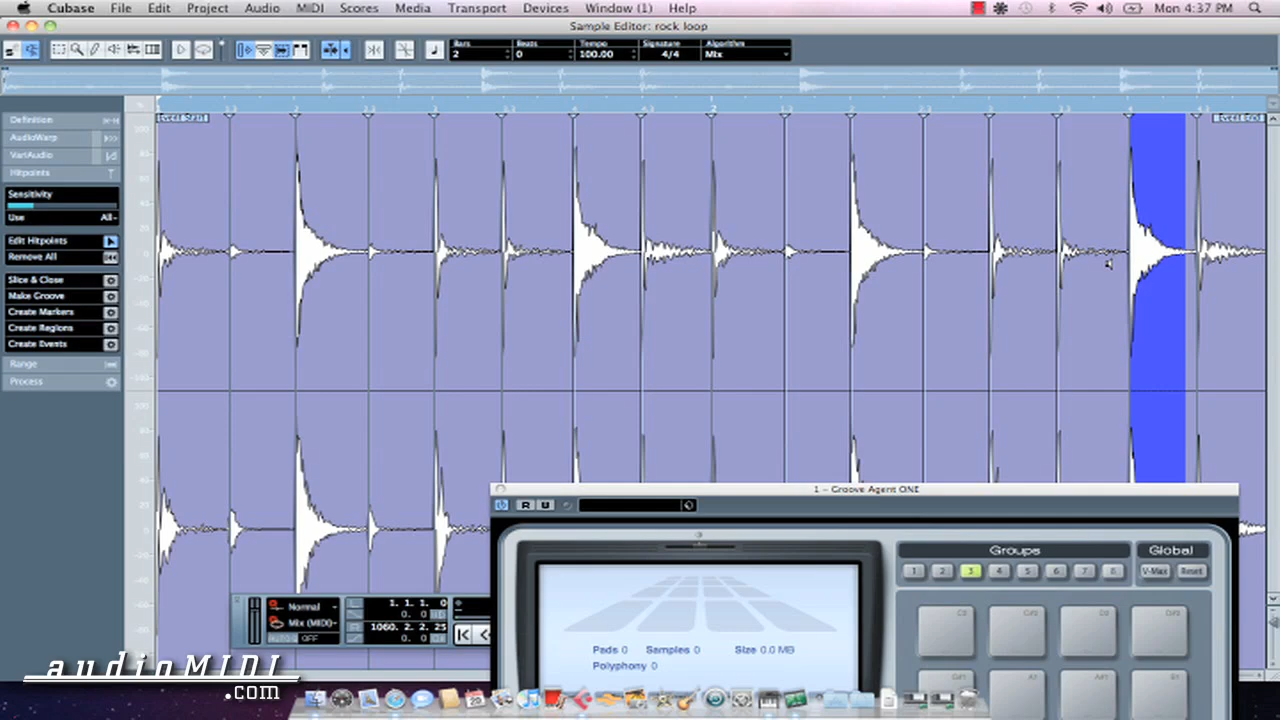 Cubase File Edit Project Audio MIDI Scores Media Transport Devices Window (1) Help Mon 4:37 PM
Sample Editor: rock loop
Bars Beats Tempo Signature Algorithm
2 0 100.00 4/4 Mix
Event Start Event End
Definition
AudioWarp
VariAudio
Hitpoints
Sensitivity
Use All
Edit Hitpoints
Remove All
Slice & Close
Make Groove
Create Markers
Create Regions
Create Events
Range
Process
1 - Groove Agent ONE
R U
Groups Global
1 2 3 4 5 6 7 8 V-Max Reset
Pads 0 Samples 0 Size 0.0 MB
Polyphony 0
Normal
Mix (MIDI)
AUTO Q OFF
1. 1. 1. 0
1060. 2. 2. 25
audioMIDI
.com